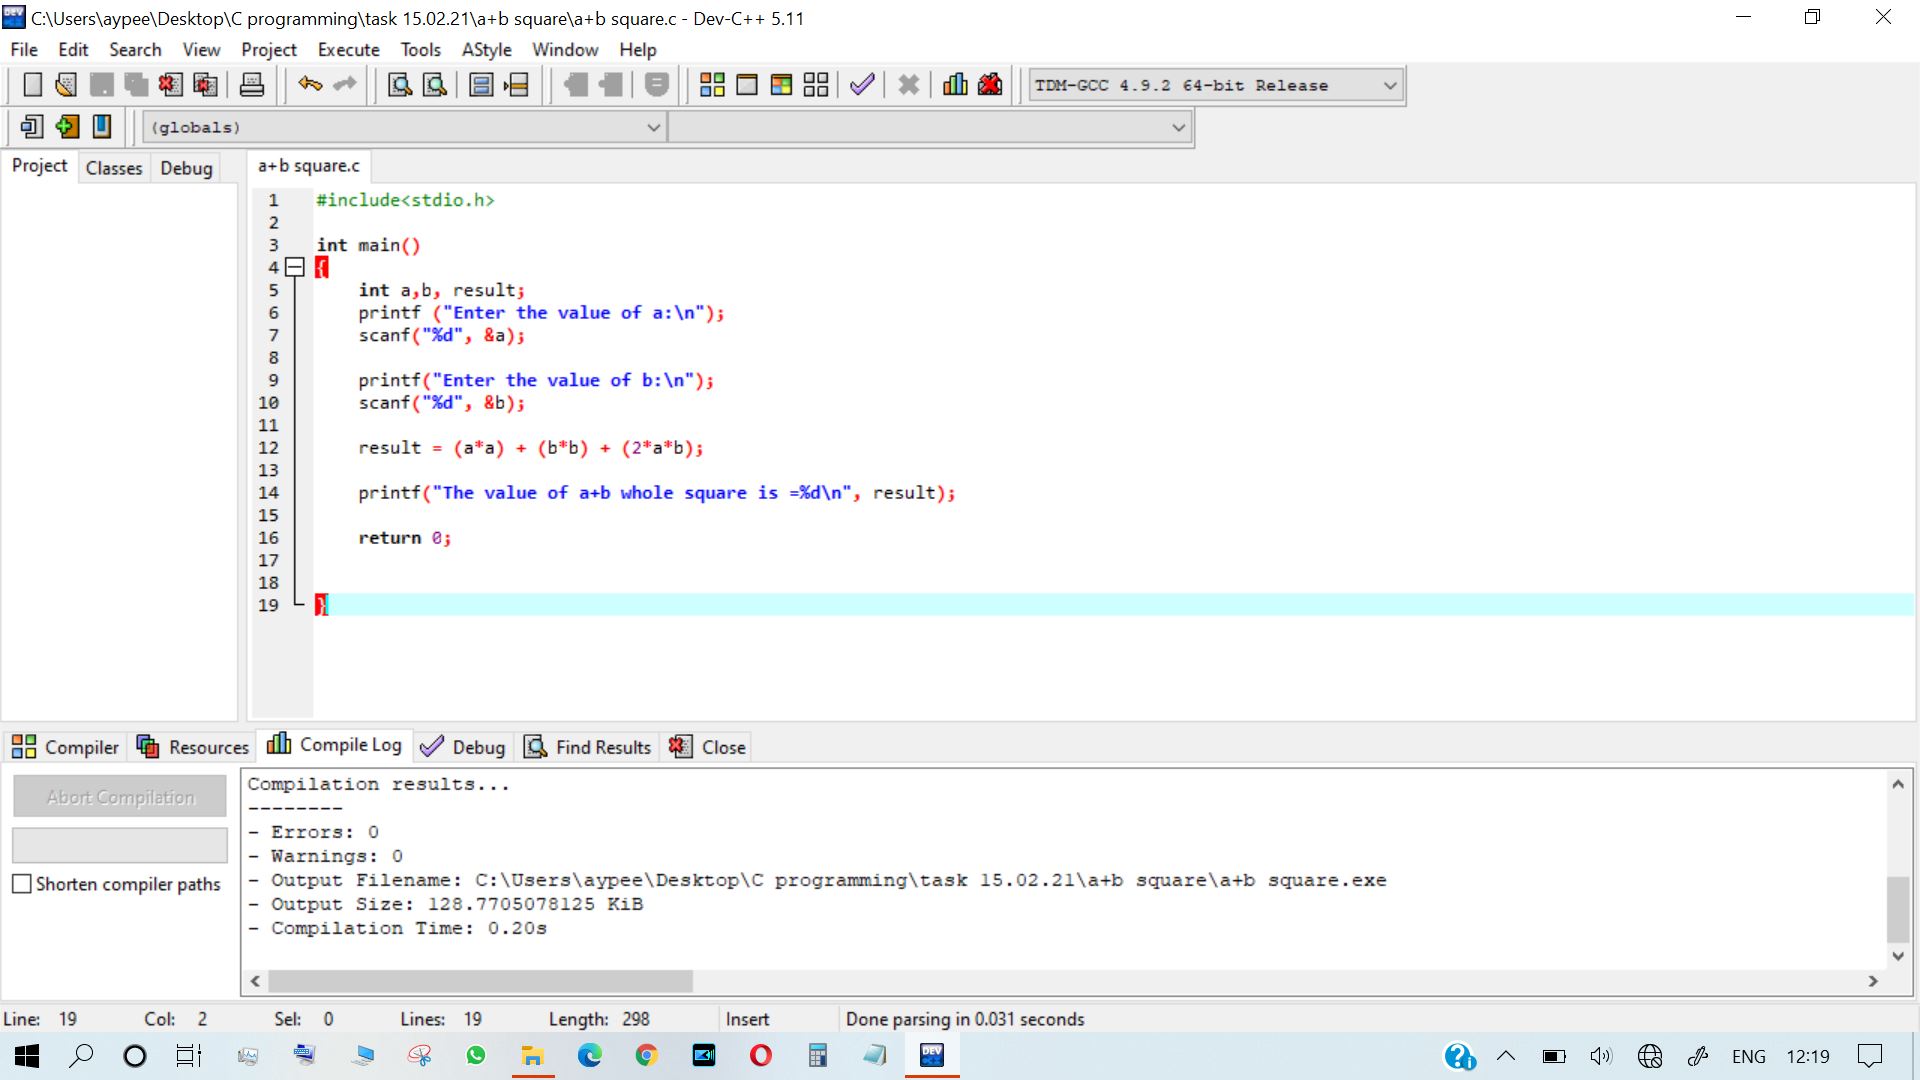 C:\Users\aypee\Desktop\C programming\task 15.02.21\a+b square\a+b square.c - Dev-C++ 5.11
File Edit Search View Project Execute Tools AStyle Window Help
TDM-GCC 4.9.2 64-bit Release
(globals)
Project Classes Debug a+b square.c
1 #include<stdio.h>
2
3 int main()
4 {
5 int a,b, result;
6 printf ("Enter the value of a:\n");
7 scanf("%d", &a);
8
9 printf("Enter the value of b:\n");
10 scanf("%d", &b);
11
12 result = (a*a) + (b*b) + (2*a*b);
13
14 printf("The value of a+b whole square is =%d\n", result);
15
16 return 0;
17
18
19 }
Compiler Resources Compile Log Debug Find Results Close
Abort Compilation
Shorten compiler paths
Compilation results...
--------
- Errors: 0
- Warnings: 0
- Output Filename: C:\Users\aypee\Desktop\C programming\task 15.02.21\a+b square\a+b square.exe
- Output Size: 128.7705078125 KiB
- Compilation Time: 0.20s
Line: 19 Col: 2 Sel: 0 Lines: 19 Length: 298 Insert Done parsing in 0.031 seconds
DEV ENG 12:19